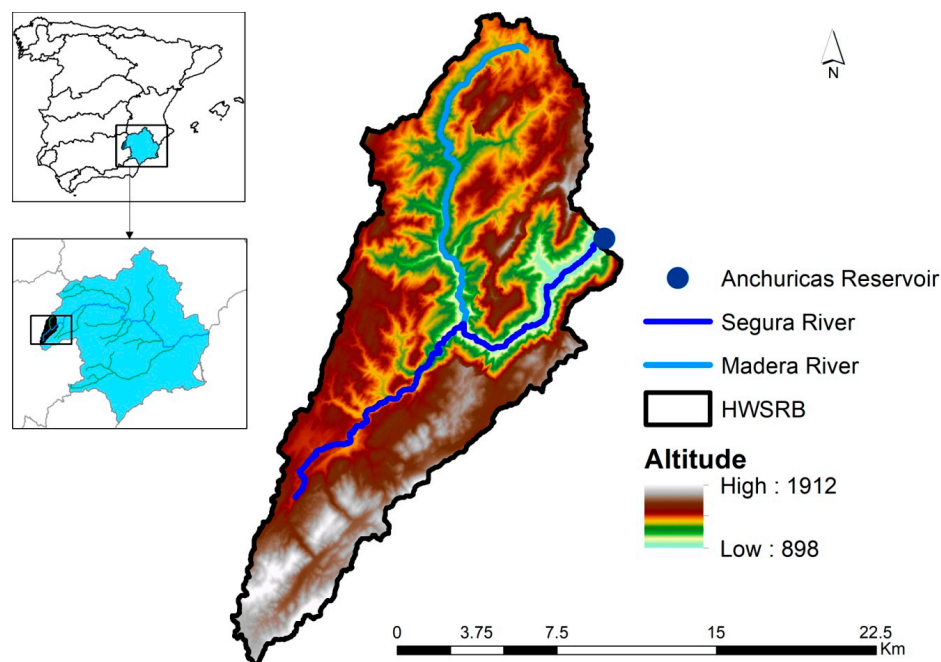 N
Anchuricas Reservoir
Segura River
Madera River
HWSRB
Altitude
High : 1912
Low : 898
0 3.75 7.5 15 22.5
Km